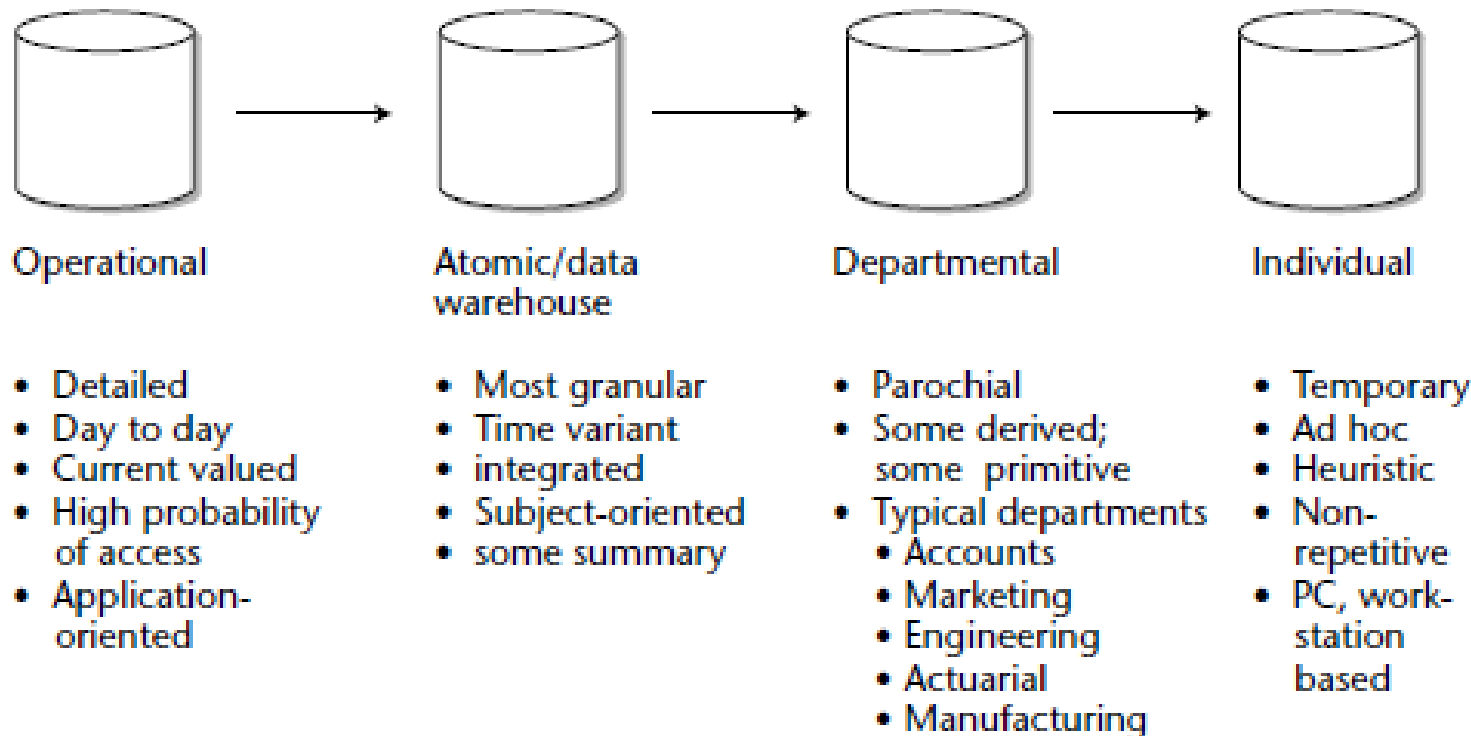 Operational
• Detailed
• Day to day
• Current valued
• High probability
of access
• Application-
oriented
Atomic/data
warehouse
• Most granular
• Time variant
• integrated
• Subject-oriented
• some summary
Departmental
• Parochial
• Some derived;
some primitive
• Typical departments
• Accounts
• Marketing
• Engineering
• Actuarial
• Manufacturing
Individual
• Temporary
• Ad hoc
• Heuristic
• Non-
repetitive
• PC, work-
station
based